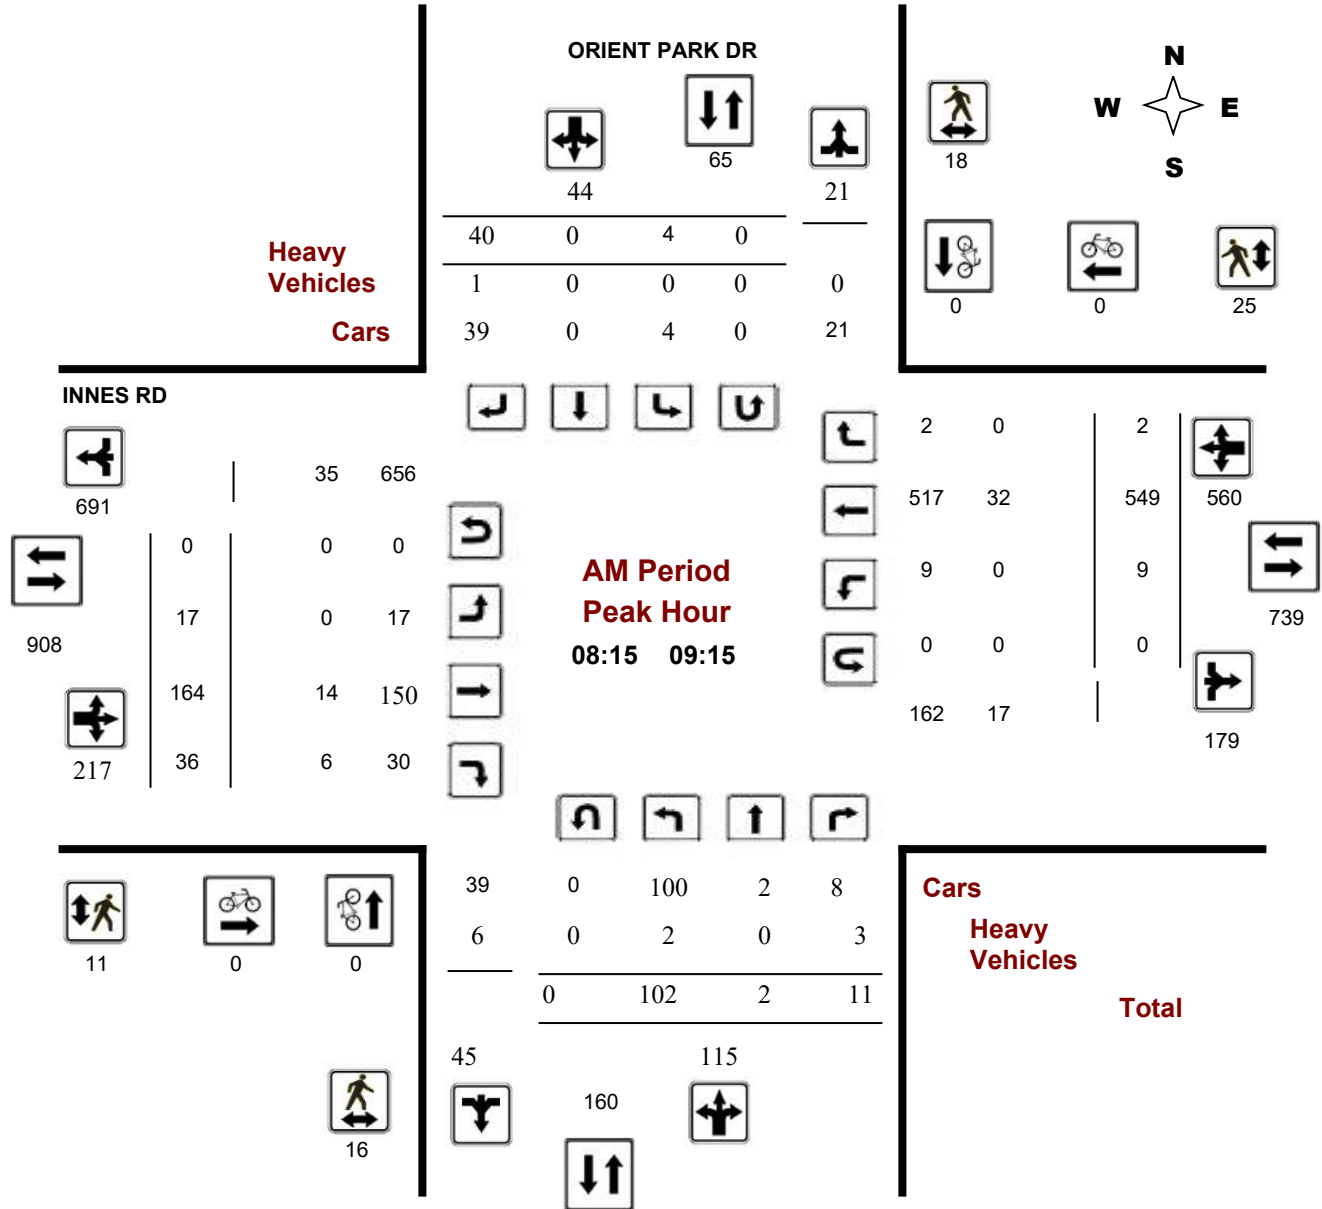 ORIENT PARK DR
N
W E
S
65
18
44
21
40 0 4 0
Heavy
Vehicles
1 0 0 0 0
0 0 25
Cars
39 0 4 0 21
INNES RD
2 0 2
35 656
691
517 32 549 560
0 0 0
AM Period
9 0 9
Peak Hour
17 0 17
739
908
08:15 09:15
0 0 0
164 14 150
162 17
179
217 36 6 30
39 0 100 2 8
Cars
6 0 2 0 3
Heavy
Vehicles
11 0 0
0 102 2 11
Total
45 115
160
16